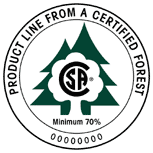 PRODUCT LINE FROM A CERTIFIED FOREST
CSA ®
Minimum 70%
00000000